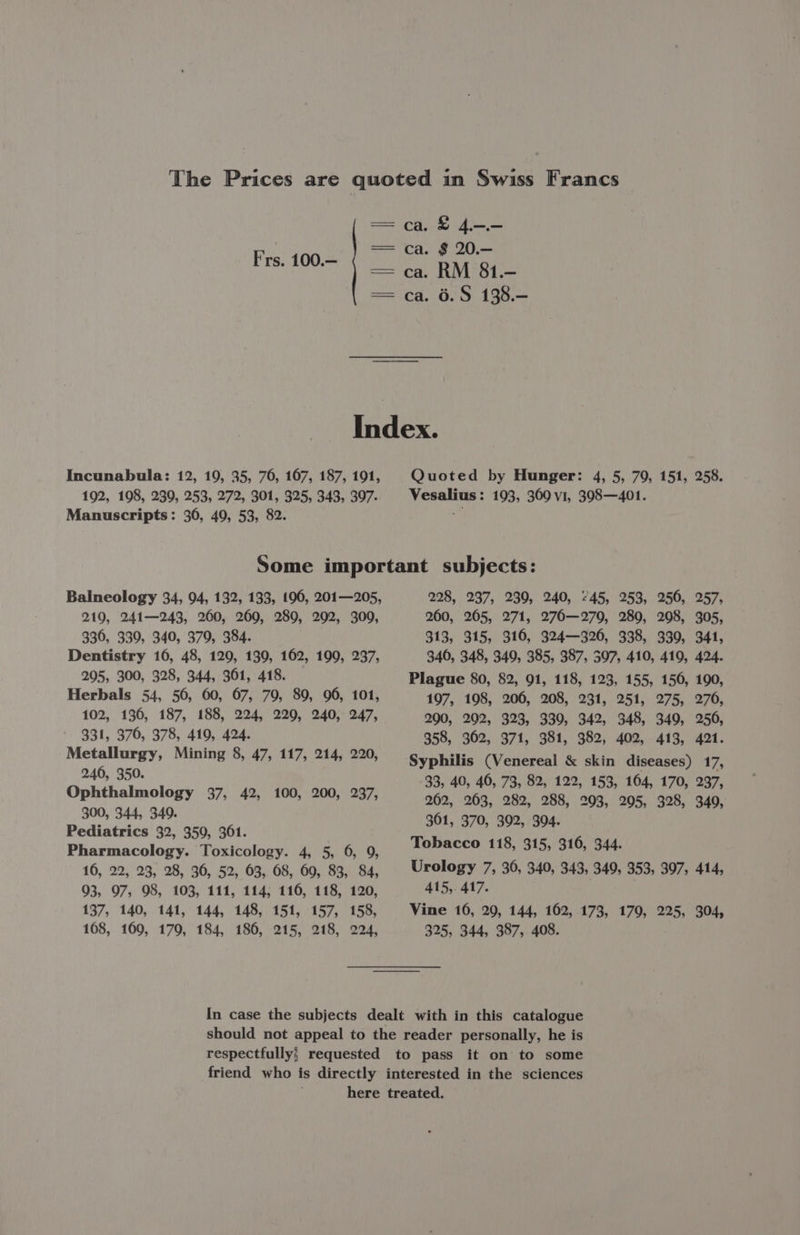 The Prices are quoted in Swiss Francs
Frs. 100.—
= ca. £ 4.—.—
= ca. $ 20.—
= ca. RM 81.—
= ca. ö.S 138.—
Index.
Incunabula: 12, 19, 35, 76, 167, 187, 191,
192, 198, 239, 253, 272, 301, 325, 343, 397.
Manuscripts: 36, 49, 53, 82.
Quoted by Hunger: 4, 5, 79, 151, 258.
Vesalius: 193, 369 VI, 398—401.
Some important subjects:
Balneology 34, 94, 132, 133, 196, 201—205,
219, 241—243, 260, 269, 289, 292, 309,
336, 339, 340, 379, 384.
Dentistry 16, 48, 129, 139, 162, 199, 237,
295, 300, 328, 344, 361, 418.
Herbals 54, 56, 60, 67, 79, 89, 96, 101,
102, 136, 187, 188, 224, 229, 240, 247,
331, 376, 378, 419, 424.
Metallurgy, Mining 8, 47, 117, 214, 220,
246, 350.
Ophthalmology 37, 42, 100, 200, 237,
300, 344, 349.
Pediatrics 32, 359, 361.
Pharmacology. Toxicology. 4, 5, 6, 9,
16, 22, 23, 28, 36, 52, 63, 68, 69, 83, 84,
93, 97, 98, 103, 111, 114, 116, 118, 120,
137, 140, 141, 144, 148, 151, 157, 158,
168, 169, 179, 184, 186, 215, 218, 224,
228, 237, 239, 240, 245, 253, 256, 257,
260, 265, 271, 276—279, 289, 298, 305,
313, 315, 316, 324—326, 338, 339, 341,
346, 348, 349, 385, 387, 397, 410, 419, 424.
Plague 80, 82, 91, 118, 123, 155, 156, 190,
197, 198, 206, 208, 231, 251, 275, 276,
290, 292, 323, 339, 342, 348, 349, 256,
358, 362, 371, 381, 382, 402, 413, 421.
Syphilis (Venereal & skin diseases) 17,
33, 40, 46, 73, 82, 122, 153, 164, 170, 237,
262, 263, 282, 288, 293, 295, 328, 349,
361, 370, 392, 394.
Tobacco 118, 315, 316, 344.
Urology 7, 36, 340, 343, 349, 353, 397, 414,
415, 417.
Vine 16, 29, 144, 162, 173, 179, 225, 304,
325, 344, 387, 408.
In case the subjects dealt with in this catalogue
should not appeal to the reader personally, he is
respectfully requested to pass it on to some
friend who is directly interested in the sciences
here treated.